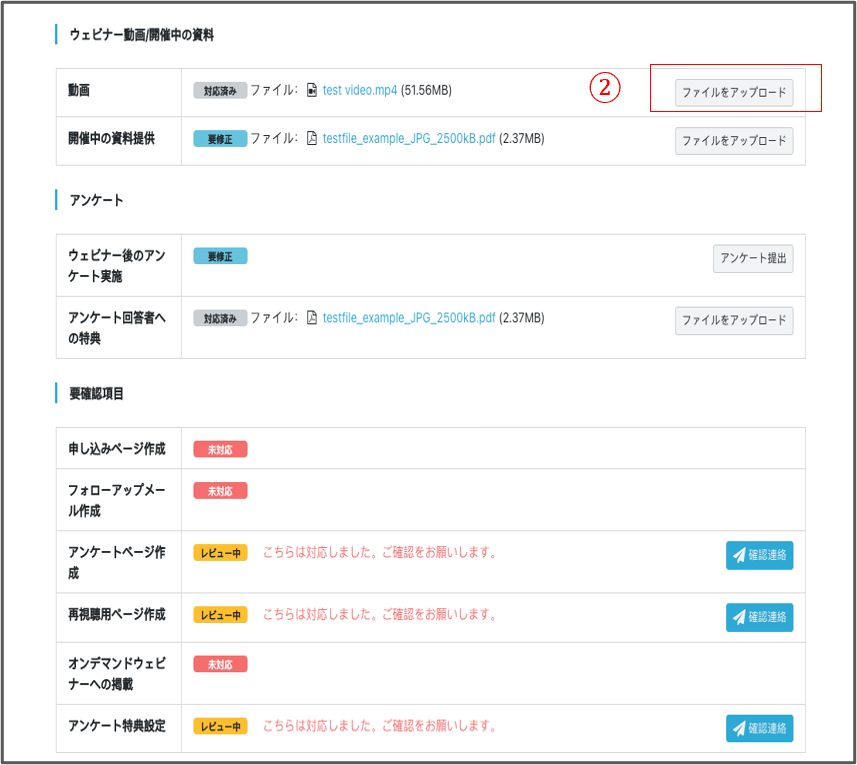 ウェビナー動画/開催中の資料
動画 対応済み ファイル: test video.mp4 (51.56MB) ② ファイルをアップロード
開催中の資料提供 要修正 ファイル: testfile_example_JPG_2500kB.pdf (2.37MB) ファイルをアップロード
アンケート
ウェビナー後のアン 要修正 アンケート提出
ケート実施
アンケート回答者へ 対応済み ファイル: testfile_example_JPG_2500kB.pdf (2.37MB) ファイルをアップロード
の特典
要確認項目
申し込みページ作成 未対応
フォローアップメー 未対応
ル作成
アンケートページ作 レビュー中 こちらは対応しました。ご確認をお願いします。 確認連絡
成
再視聴用ページ作成 レビュー中 こちらは対応しました。ご確認をお願いします。 確認連絡
オンデマンドウェビ 未対応
ナーへの掲載
アンケート特典設定 レビュー中 こちらは対応しました。ご確認をお願いします。 確認連絡